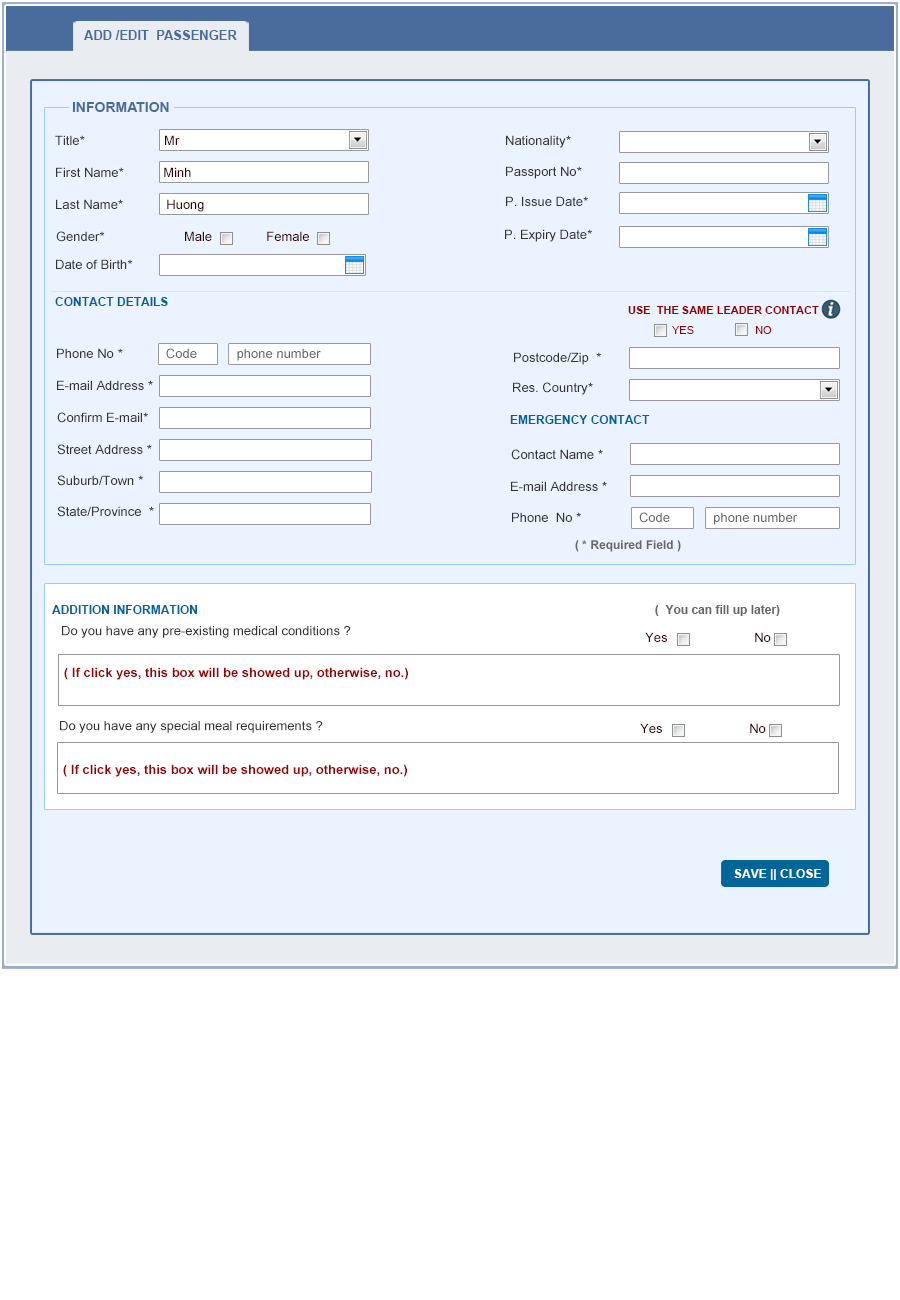 ADD /EDIT  PASSENGER
INFORMATION
Title* Mr
Nationality*
First Name* Minh
Passport No*
Last Name* Huong
P. Issue Date*
Gender* Male Female
P. Expiry Date*
Date of Birth*
CONTACT DETAILS
USE  THE SAME LEADER CONTACT i
YES NO
Phone No * Code phone number
Postcode/Zip  *
E-mail Address *
Res. Country*
Confirm E-mail*
EMERGENCY CONTACT
Street Address *
Contact Name *
Suburb/Town *
E-mail Address *
State/Province  *
Phone  No * Code phone number
( * Required Field )
ADDITION INFORMATION
(  You can fill up later)
Do you have any pre-existing medical conditions ?
Yes No
( If click yes, this box will be showed up, otherwise, no.)
Do you have any special meal requirements ?
Yes No
( If click yes, this box will be showed up, otherwise, no.)
SAVE || CLOSE